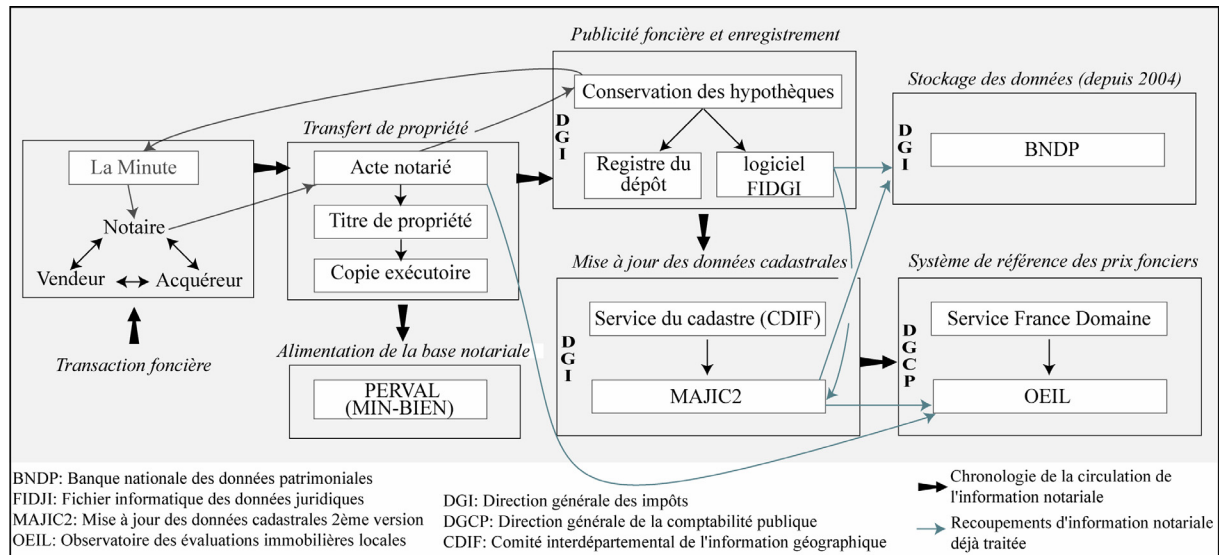 Publicité foncière et enregistrement
Conservation des hypothèques
DGI
Registre du
dépôt
logiciel
FIDGI
Stockage des données (depuis 2004)
DGI
BNDP
Transfert de propriété
Acte notarié
Titre de propriété
Copie exécutoire
La Minute
Notaire
Vendeur
Acquéreur
Transaction foncière
Alimentation de la base notariale
PERVAL
(MIN-BIEN)
Mise à jour des données cadastrales
DGI
Service du cadastre (CDIF)
MAJIC2
Système de référence des prix fonciers
DGCP
Service France Domaine
OEIL
BNDP: Banque nationale des données patrimoniales
FIDJI: Fichier informatique des données juridiques
MAJIC2: Mise à jour des données cadastrales 2ème version
OEIL: Observatoire des évaluations immobilières locales
DGI: Direction générale des impôts
DGCP: Direction générale de la comptabilité publique
CDIF: Comité interdépartemental de l'information géographique
Chronologie de la circulation de
l'information notariale
Recoupements d'information notariale
déjà traitée